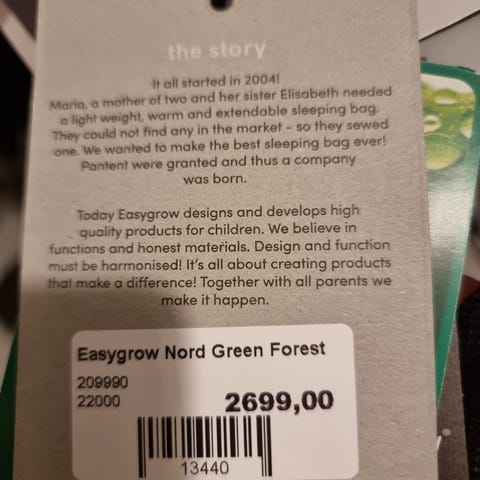 the story
It all started in 2004!
Maria, a mother of two and her sister Elisabeth needed
a light weight, warm and extendable sleeping bag.
They could not find any in the market - so they sewed
one. We wanted to make the best sleeping bag ever!
Pantent were granted and thus a company
was born.
Today Easygrow designs and develops high
quality products for children. We believe in
functions and honest materials. Design and function
must be harmonised! It's all about creating products
that make a difference! Together with all parents we
make it happen.
Easygrow Nord Green Forest
209990
22000
2699,00
13440